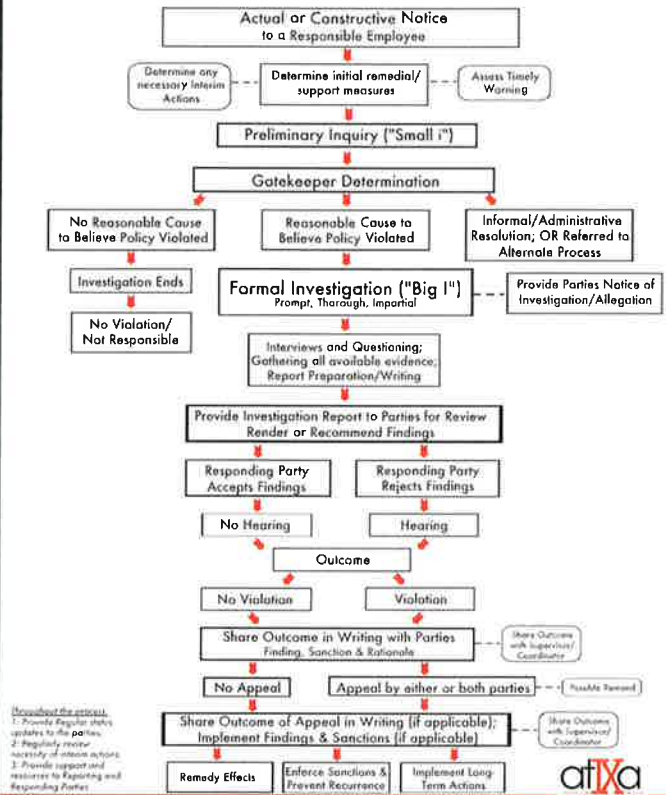 Actual or Constructive Notice
to a Responsible Employee
Determine any
necessary Interim
Actions
Determine initial remedial/
support measures
Assess Timely
Warning
Preliminary Inquiry ("Small i")
Gatekeeper Determination
No Reasonable Cause
to Believe Policy Violated
Reasonable Cause to
Believe Policy Violated
Informal/Administrative
Resolution; OR Referred to
Alternate Process
Investigation Ends
Formal Investigation ("Big I")
Prompt, Thorough, Impartial
Provide Parties Notice of
Investigation/Allegation
No Violation/
Not Responsible
Interviews and Questioning;
Gathering all available evidence;
Report Preparation/Writing
Provide Investigation Report to Parties for Review
Render or Recommend Findings
Responding Party
Accepts Findings
Responding Party
Rejects Findings
No Hearing
Hearing
Outcome
No Violation
Violation
Share Outcome in Writing with Parties
Finding, Sanction & Rationale
Share Outcome
with Supervisor/
Coordinator
No Appeal
Appeal by either or both parties
Possible Remand
Share Outcome of Appeal in Writing (if applicable);
Implement Findings & Sanctions (if applicable)
Share Outcome
with Supervisor/
Coordinator
Throughout the process
1: Provide Regular status
updates to the parties
2: Regularly review
necessity of interim actions
3: Provide support and
resources to Reporting and
Responding Parties
Remedy Effects
Enforce Sanctions &
Prevent Recurrence
Implement Long-
Term Actions
atIXa